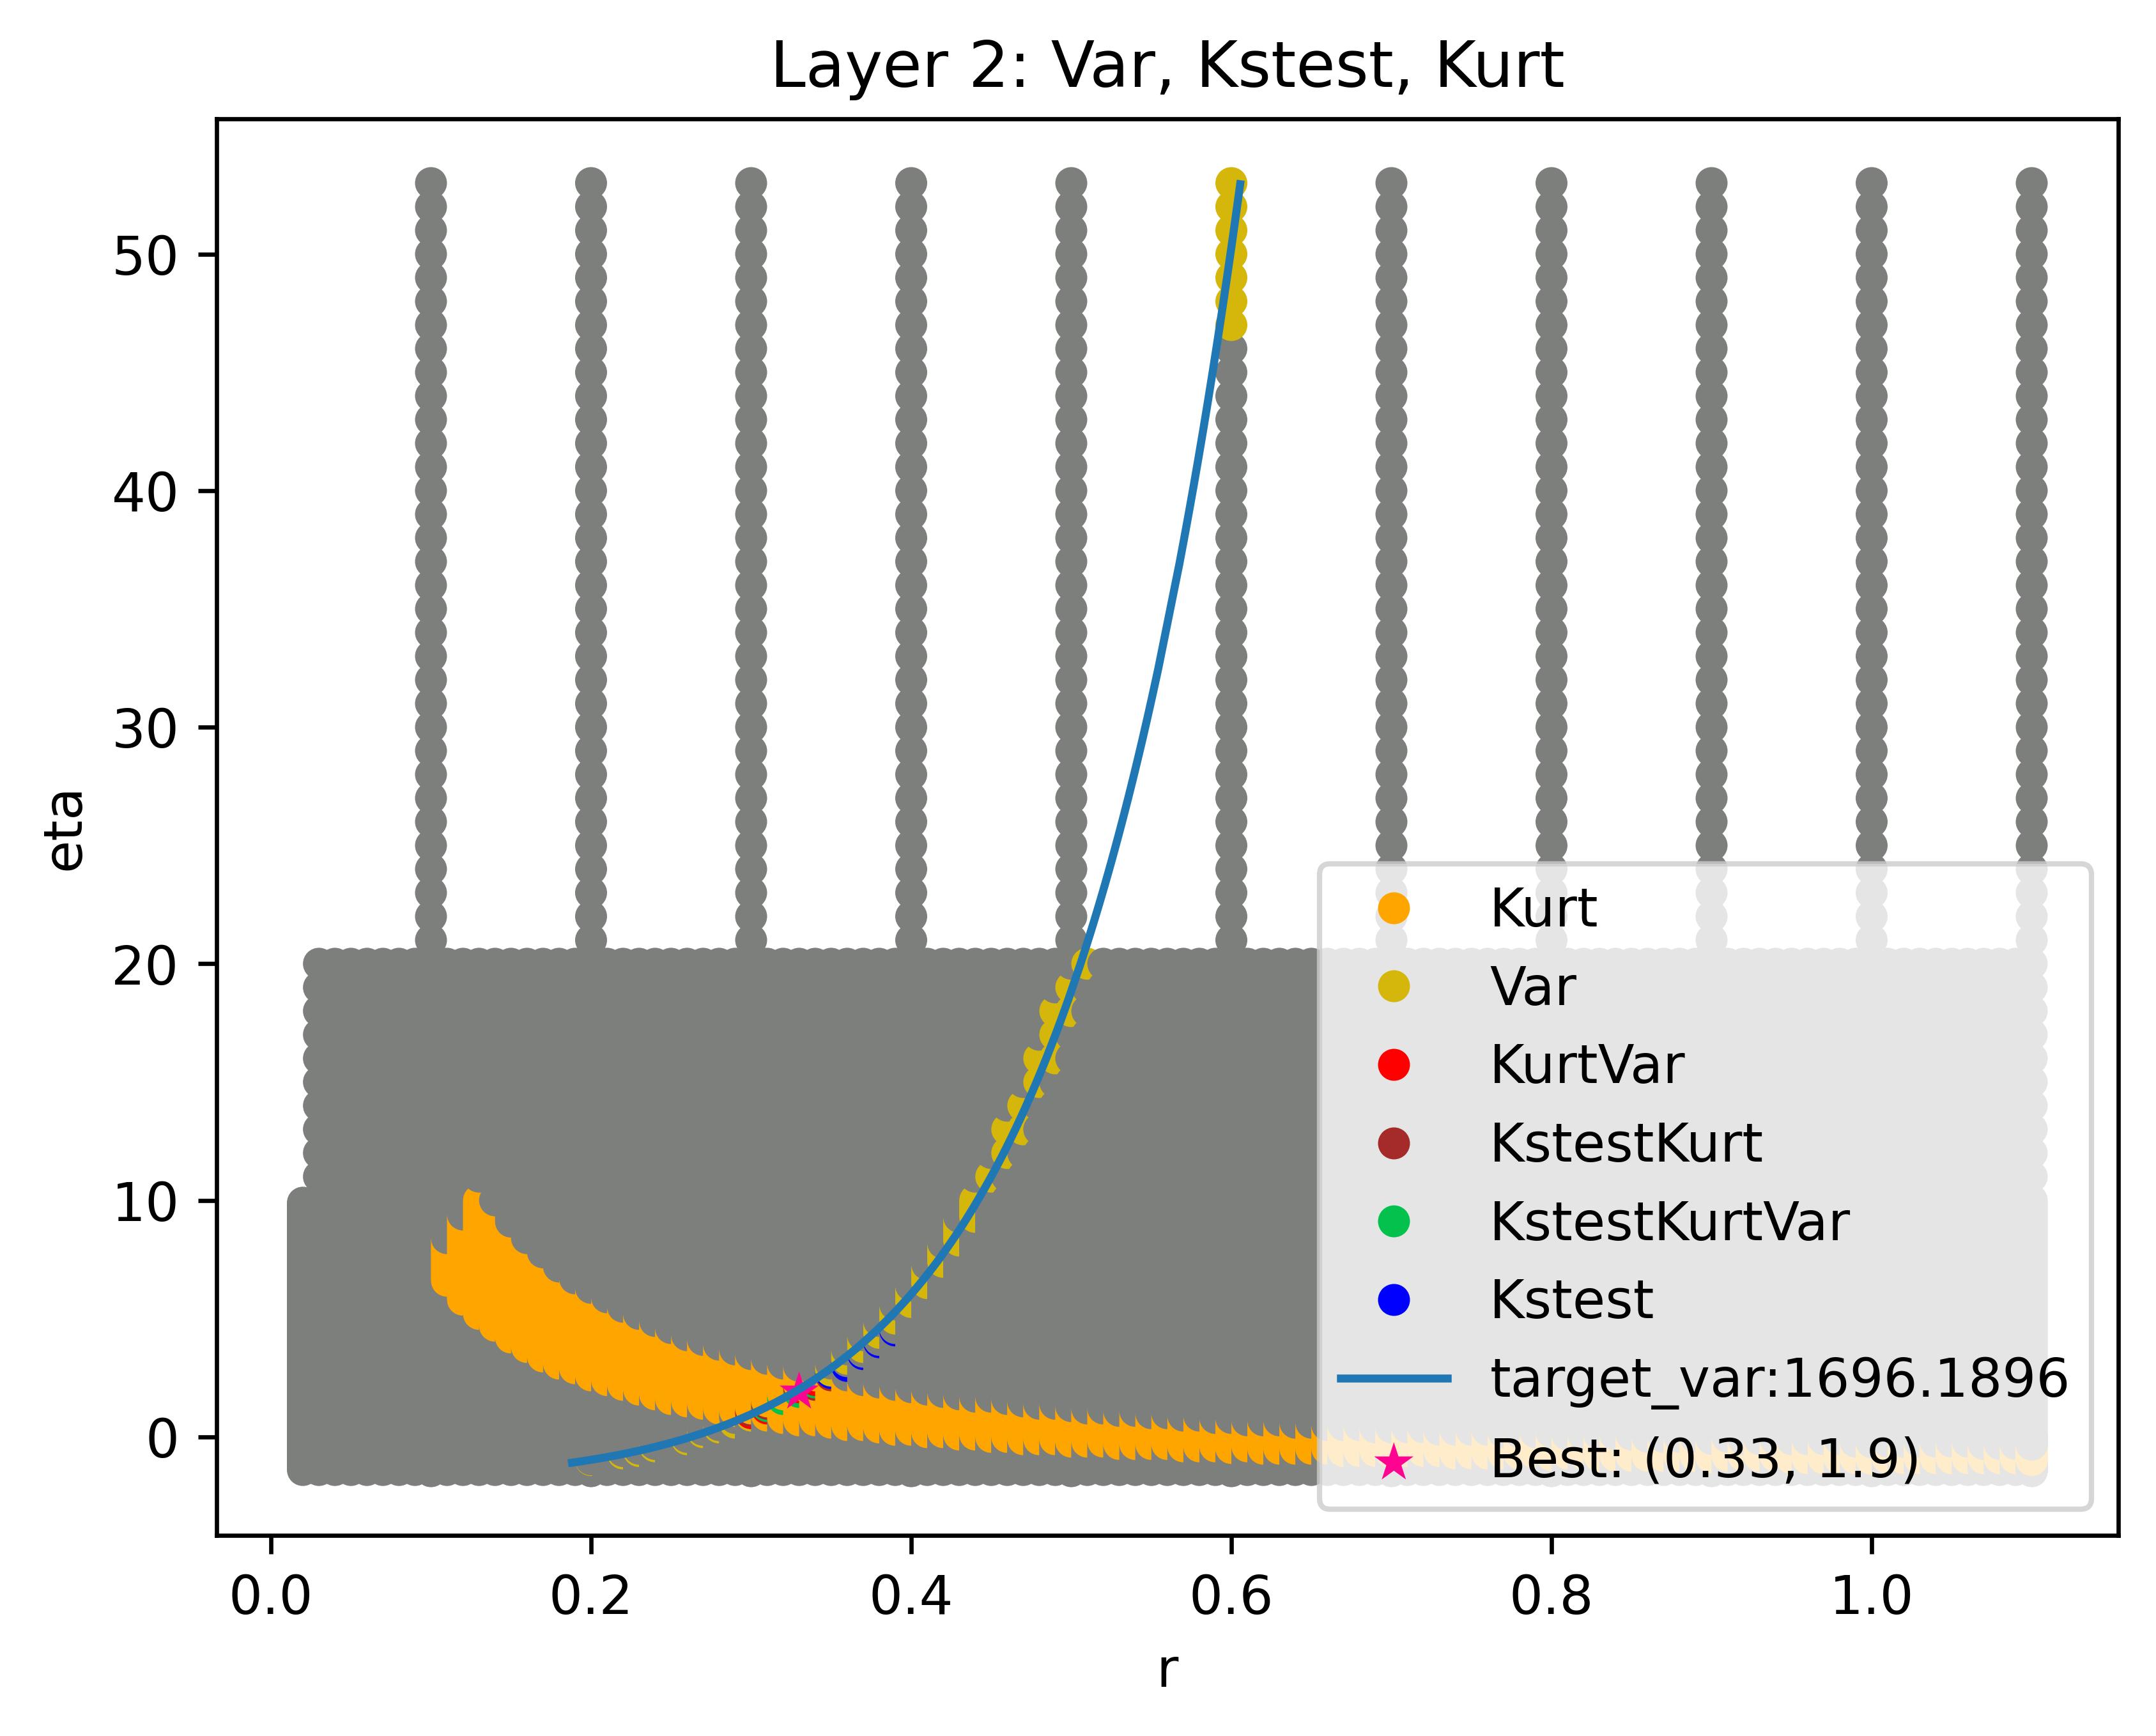 Layer 2: Var, Kstest, Kurt
50
40
30
20
10
0
eta
Kurt
Var
KurtVar
KstestKurt
KstestKurtVar
Kstest
target_var:1696.1896
Best: (0.33, 1.9)
0.0 0.2 0.4 0.6 0.8 1.0
r